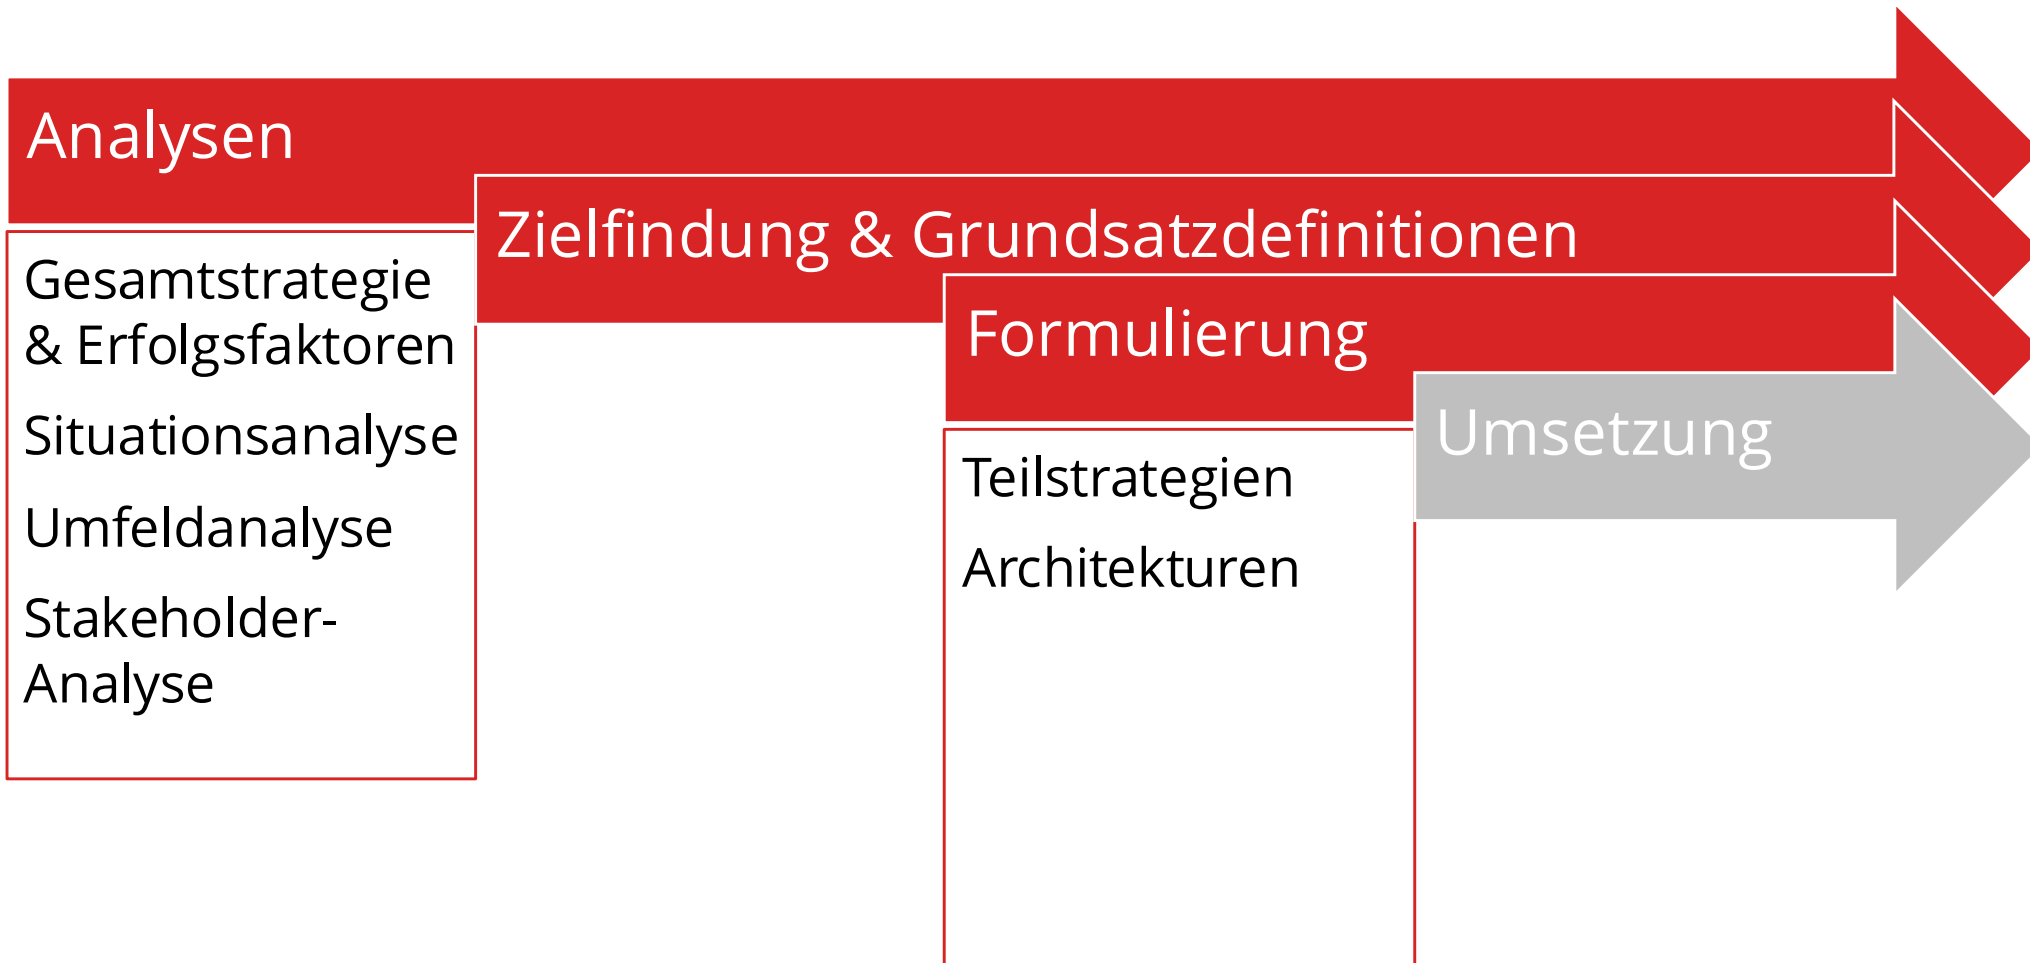 Analysen
Zielfindung & Grundsatzdefinitionen
Gesamtstrategie
& Erfolgsfaktoren
Situationsanalyse
Umfeldanalyse
Stakeholder-
Analyse
Formulierung
Teilstrategien
Architekturen
Umsetzung